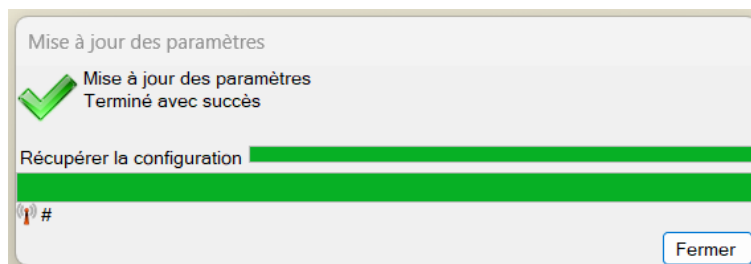 Mise à jour des paramètres
Mise à jour des paramètres
Terminé avec succès
Récupérer la configuration
#
Fermer